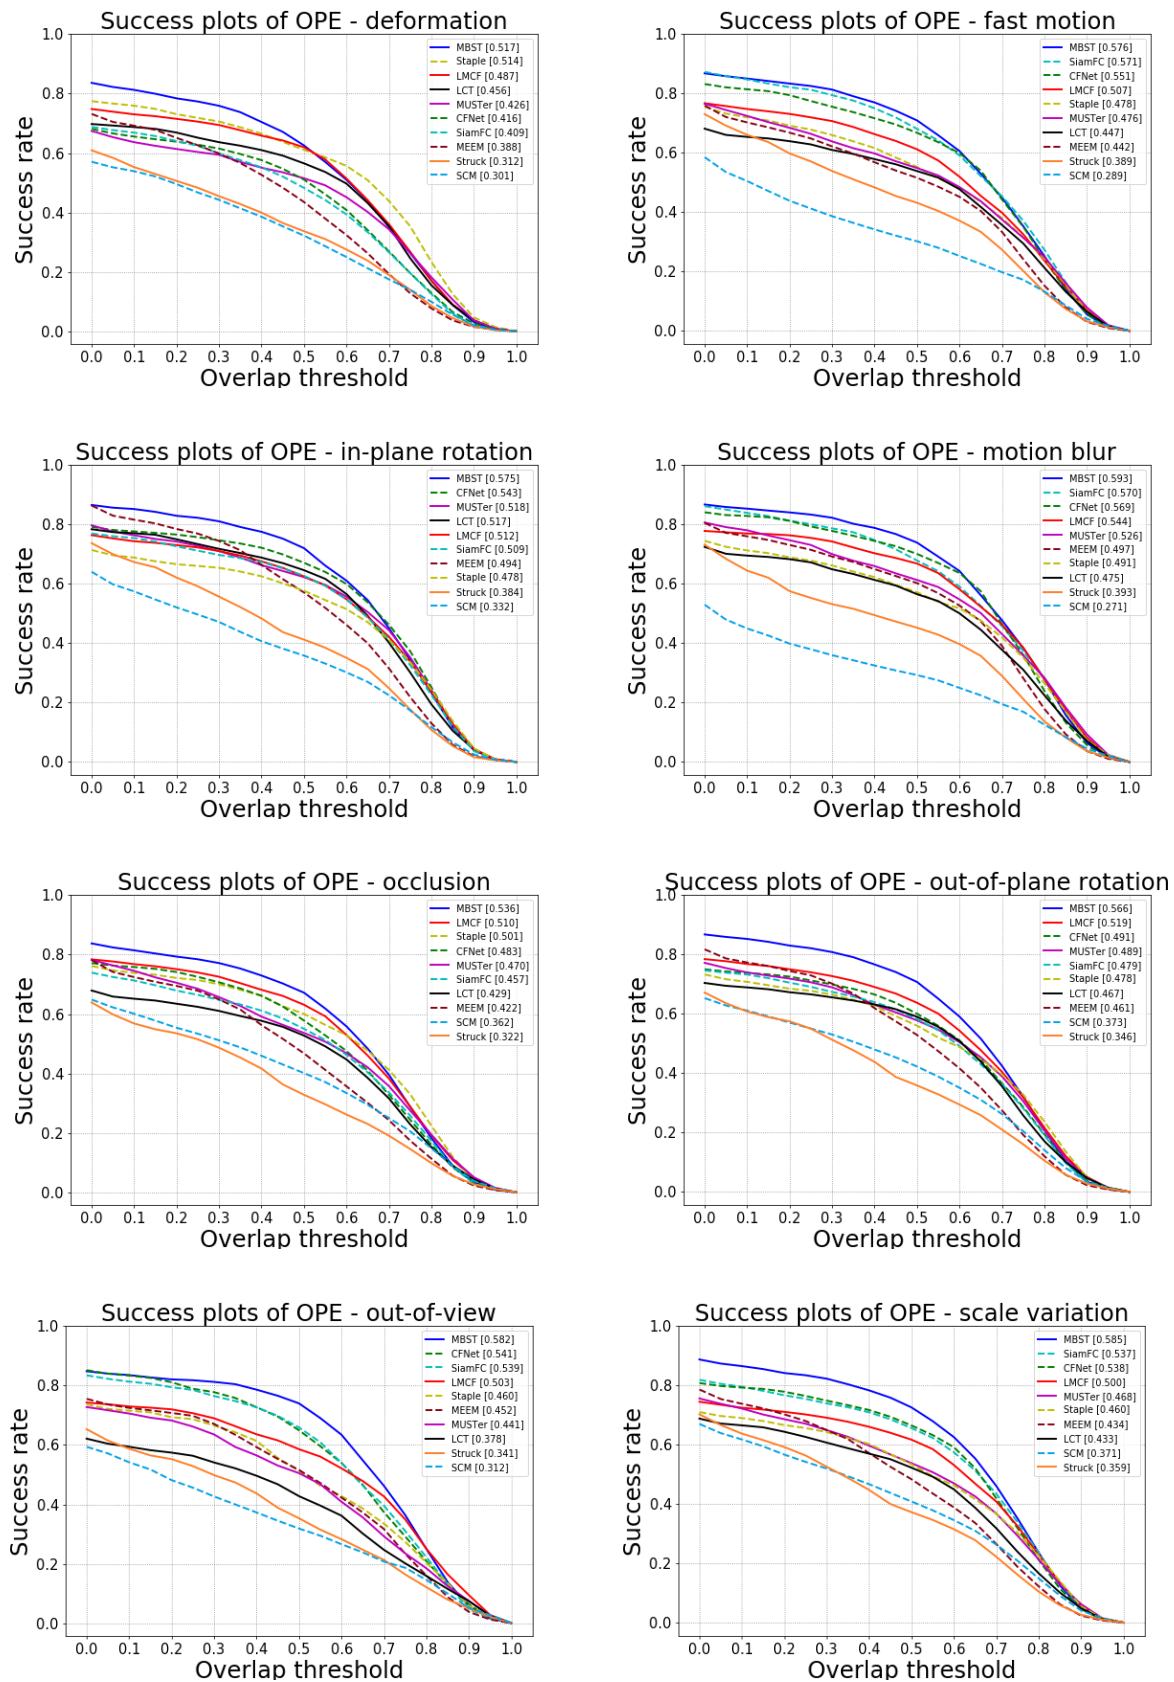 Success plots of OPE - deformation
Success rate
1.0
0.8
0.6
0.4
0.2
0.0
MBST [0.517]
Staple [0.514]
LMCF [0.487]
LCT [0.456]
MUSTer [0.426]
CFNet [0.416]
SiamFC [0.409]
MEEM [0.388]
Struck [0.312]
SCM [0.301]
0.0 0.1 0.2 0.3 0.4 0.5 0.6 0.7 0.8 0.9 1.0
Overlap threshold
Success plots of OPE - fast motion
Success rate
1.0
0.8
0.6
0.4
0.2
0.0
MBST [0.576]
SiamFC [0.571]
CFNet [0.551]
LMCF [0.507]
Staple [0.478]
MUSTer [0.476]
LCT [0.447]
MEEM [0.442]
Struck [0.389]
SCM [0.289]
0.0 0.1 0.2 0.3 0.4 0.5 0.6 0.7 0.8 0.9 1.0
Overlap threshold
Success plots of OPE - in-plane rotation
Success rate
1.0
0.8
0.6
0.4
0.2
0.0
MBST [0.575]
CFNet [0.543]
MUSTer [0.518]
LCT [0.517]
LMCF [0.512]
SiamFC [0.509]
MEEM [0.494]
Staple [0.478]
Struck [0.384]
SCM [0.332]
0.0 0.1 0.2 0.3 0.4 0.5 0.6 0.7 0.8 0.9 1.0
Overlap threshold
Success plots of OPE - motion blur
Success rate
1.0
0.8
0.6
0.4
0.2
0.0
MBST [0.593]
SiamFC [0.570]
CFNet [0.569]
LMCF [0.544]
MUSTer [0.526]
MEEM [0.497]
Staple [0.491]
LCT [0.475]
Struck [0.393]
SCM [0.271]
0.0 0.1 0.2 0.3 0.4 0.5 0.6 0.7 0.8 0.9 1.0
Overlap threshold
Success plots of OPE - occlusion
Success rate
1.0
0.8
0.6
0.4
0.2
0.0
MBST [0.536]
LMCF [0.510]
Staple [0.501]
CFNet [0.483]
MUSTer [0.470]
SiamFC [0.457]
LCT [0.429]
MEEM [0.422]
SCM [0.362]
Struck [0.322]
0.0 0.1 0.2 0.3 0.4 0.5 0.6 0.7 0.8 0.9 1.0
Overlap threshold
Success plots of OPE - out-of-plane rotation
Success rate
1.0
0.8
0.6
0.4
0.2
0.0
MBST [0.566]
LMCF [0.519]
CFNet [0.491]
MUSTer [0.489]
SiamFC [0.479]
Staple [0.478]
LCT [0.467]
MEEM [0.461]
SCM [0.373]
Struck [0.346]
0.0 0.1 0.2 0.3 0.4 0.5 0.6 0.7 0.8 0.9 1.0
Overlap threshold
Success plots of OPE - out-of-view
Success rate
1.0
0.8
0.6
0.4
0.2
0.0
MBST [0.582]
CFNet [0.541]
SiamFC [0.539]
LMCF [0.503]
Staple [0.460]
MEEM [0.452]
MUSTer [0.441]
LCT [0.378]
Struck [0.341]
SCM [0.312]
0.0 0.1 0.2 0.3 0.4 0.5 0.6 0.7 0.8 0.9 1.0
Overlap threshold
Success plots of OPE - scale variation
Success rate
1.0
0.8
0.6
0.4
0.2
0.0
MBST [0.585]
SiamFC [0.537]
CFNet [0.538]
LMCF [0.500]
MUSTer [0.468]
Staple [0.460]
MEEM [0.434]
LCT [0.433]
SCM [0.371]
Struck [0.359]
0.0 0.1 0.2 0.3 0.4 0.5 0.6 0.7 0.8 0.9 1.0
Overlap threshold